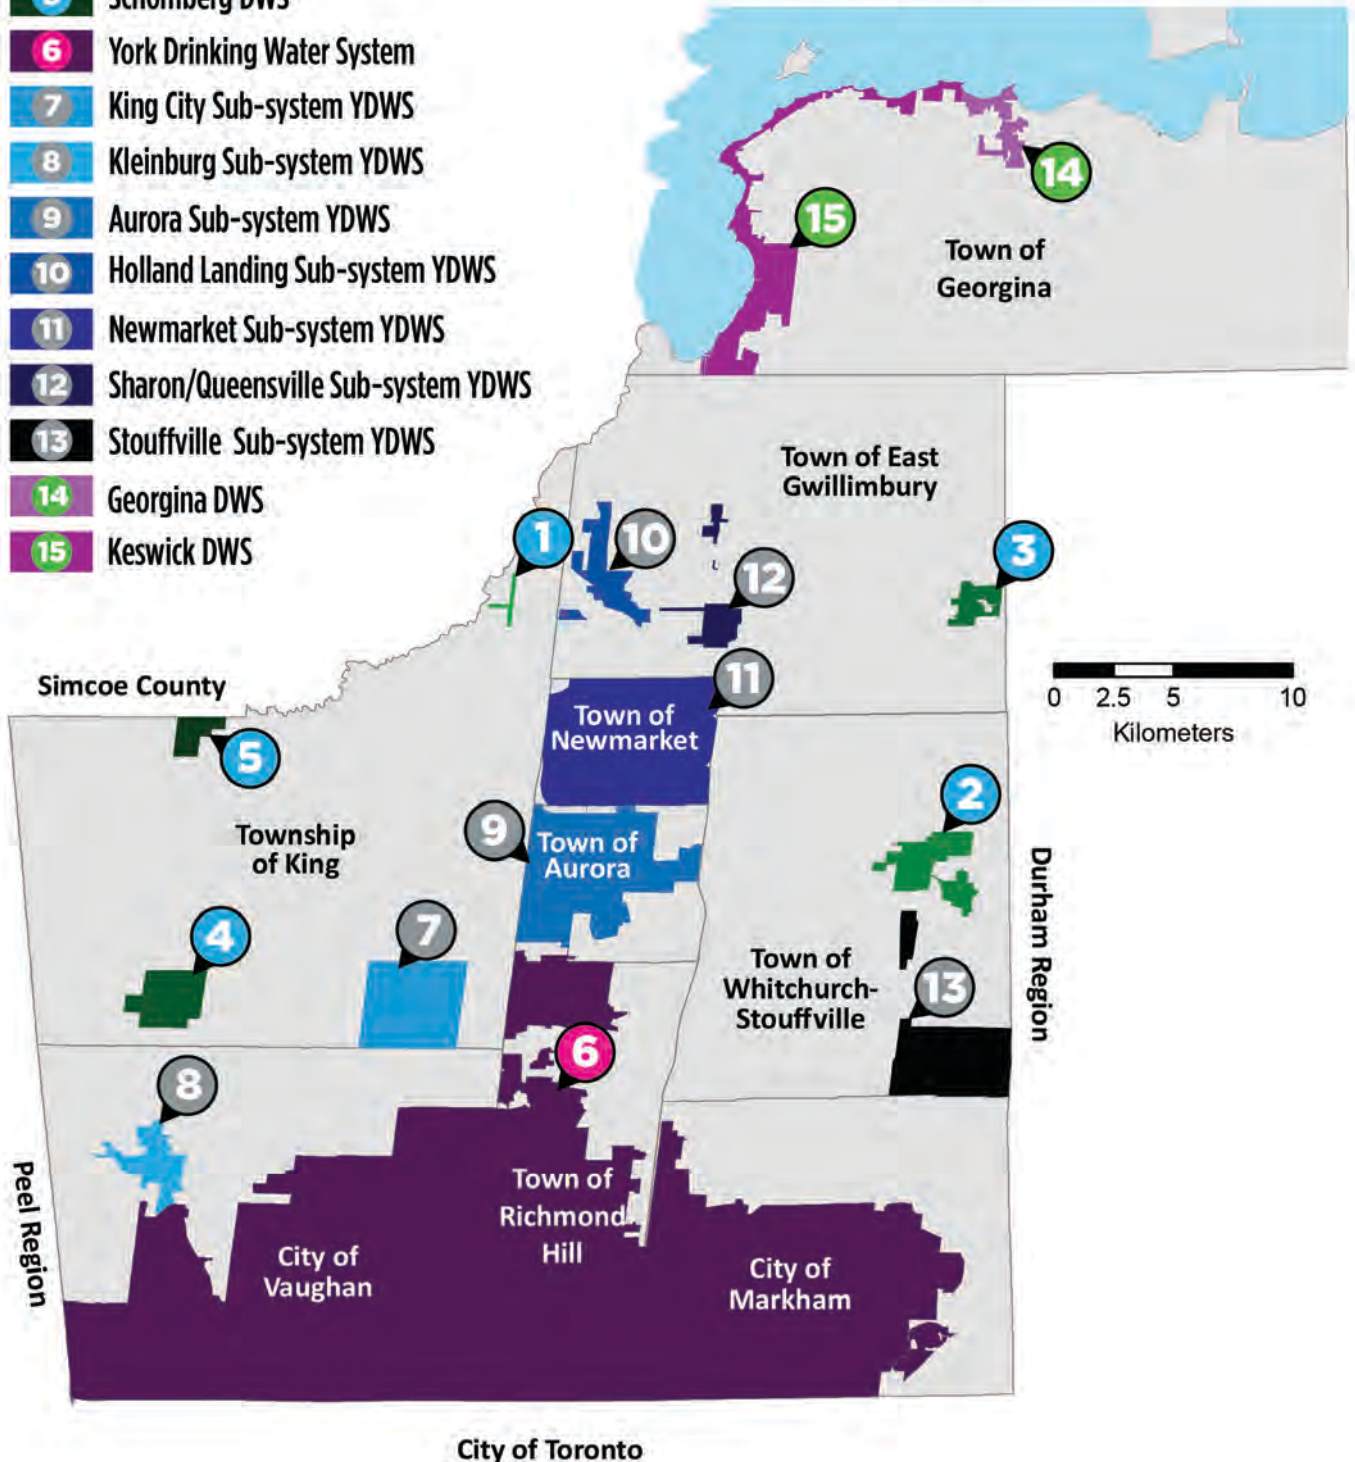 5 Schomberg DWS
6 York Drinking Water System
7 King City Sub-system YDWS
8 Kleinburg Sub-system YDWS
9 Aurora Sub-system YDWS
10 Holland Landing Sub-system YDWS
11 Newmarket Sub-system YDWS
12 Sharon/Queensville Sub-system YDWS
13 Stouffville Sub-system YDWS
14 Georgina DWS
15 Keswick DWS
14
15
Town of
Georgina
Town of East
Gwillimbury
1
10
3
12
11
0 2.5 5 10
Kilometers
Simcoe County
5
Town of
Newmarket
2
9
Town of
Aurora
Township
of King
Durham Region
4
7
Town of
Whitchurch-
Stouffville
13
6
8
Peel Region
Town of
Richmond
Hill
City of
Vaughan
City of
Markham
City of Toronto